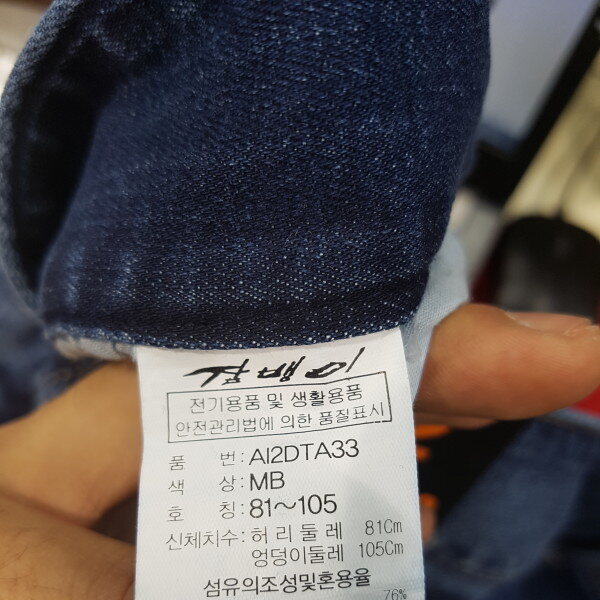 잠뱅이
전기용품 및 생활용품
안전관리법에 의한 품질표시
품 번: AI2DTA33
색 상: MB
호 칭: 81~105
신체치수: 허 리 둘 레 81Cm
엉덩이둘레 105Cm
섬유의조성및혼용율
76%